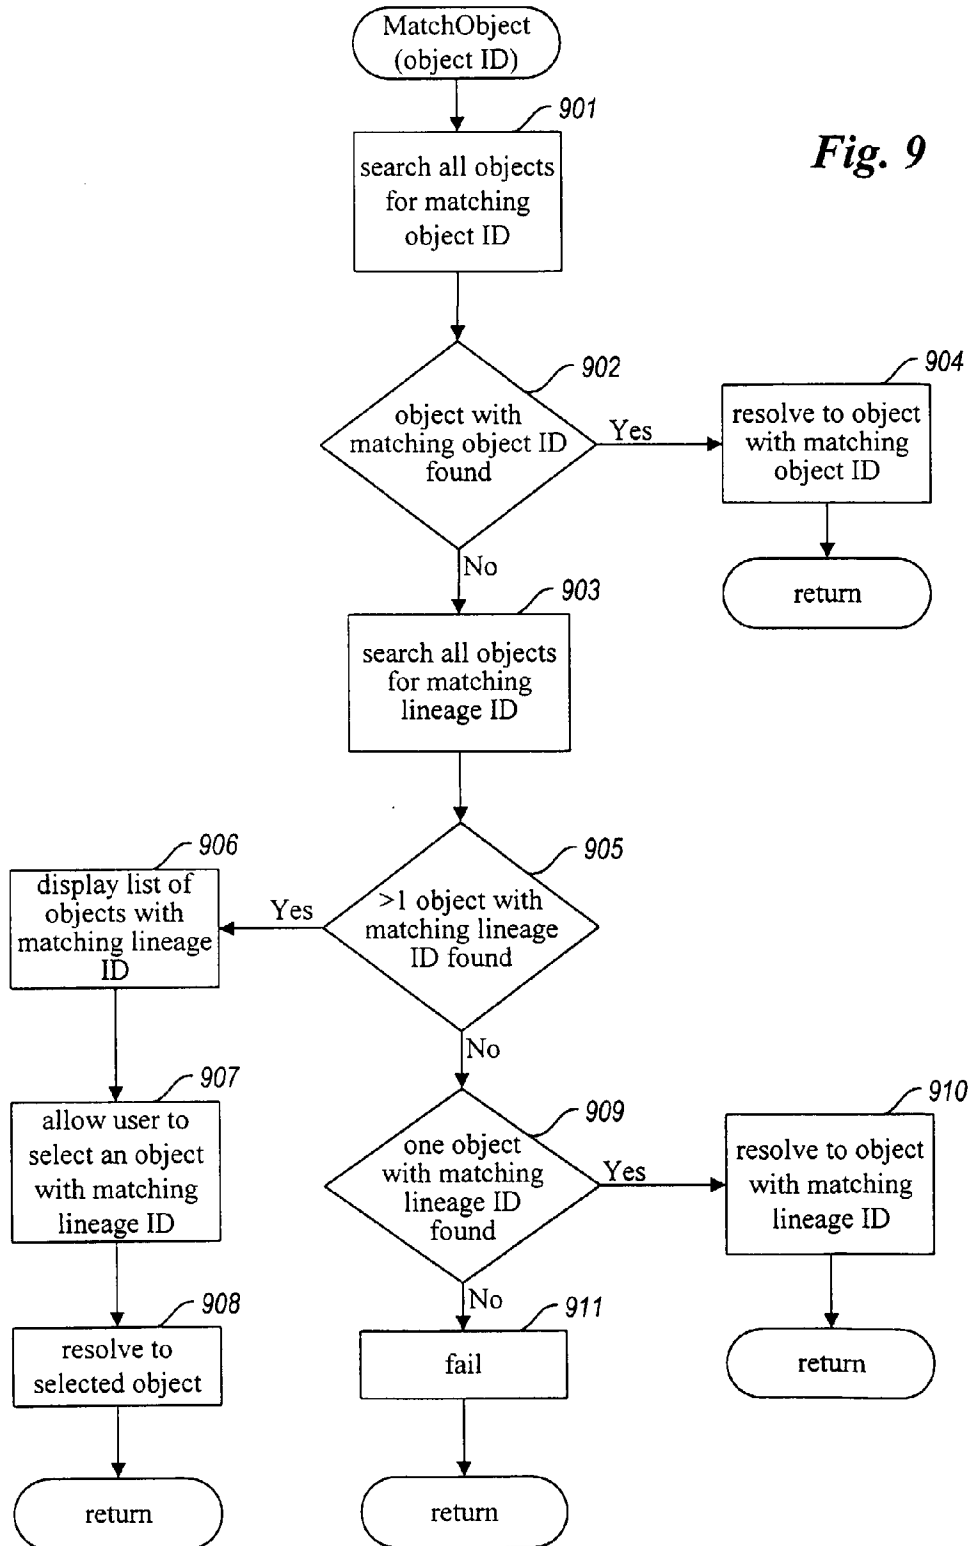 MatchObject
(object ID)
901
search all objects
for matching
object ID
Fig. 9
902
object with
matching object ID
found
Yes
904
resolve to object
with matching
object ID
return
No
903
search all objects
for matching
lineage ID
905
>1 object with
matching lineage
ID found
Yes
906
display list of
objects with
matching lineage
ID
907
allow user to
select an object
with matching
lineage ID
908
resolve to
selected object
return
No
909
one object
with matching
lineage ID
found
Yes
910
resolve to object
with matching
lineage ID
return
No
911
fail
return